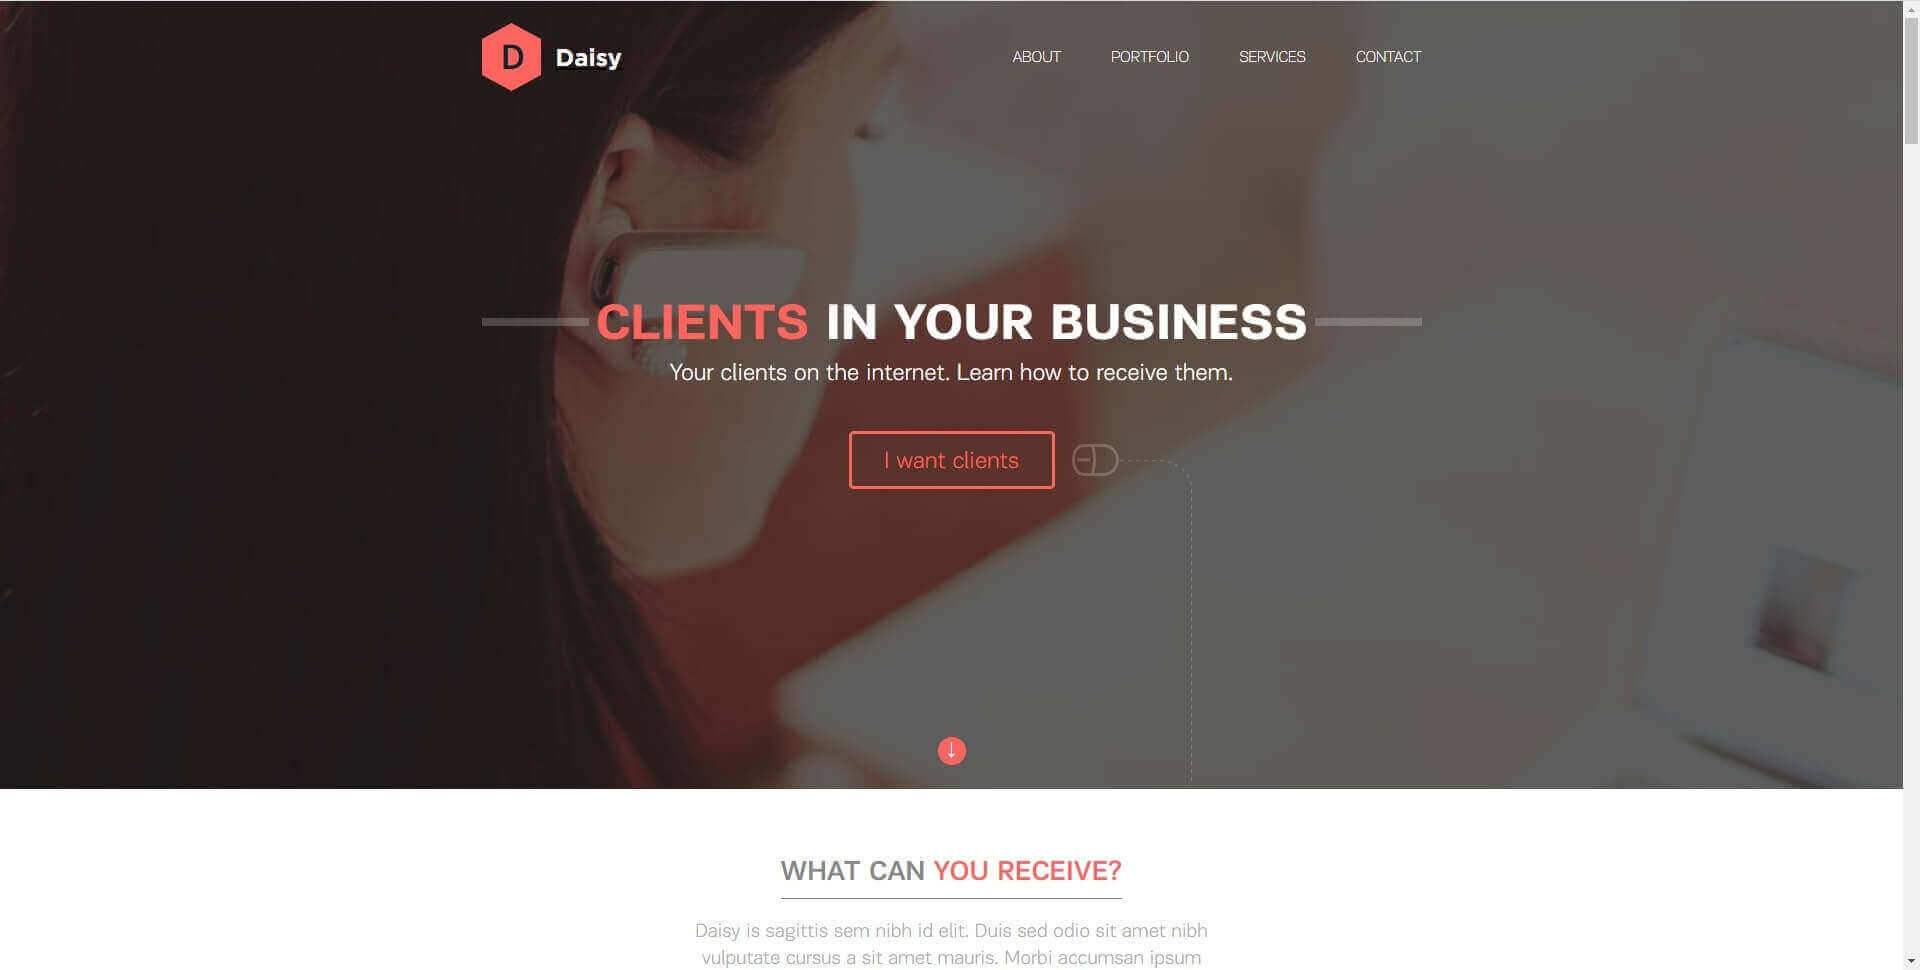 D Daisy
ABOUT PORTFOLIO SERVICES CONTACT
CLIENTS IN YOUR BUSINESS
Your clients on the internet. Learn how to receive them.
I want clients
WHAT CAN YOU RECEIVE?
Daisy is sagittis sem nibh id elit. Duis sed odio sit amet nibh
vulputate cursus a sit amet mauris. Morbi accumsan ipsum